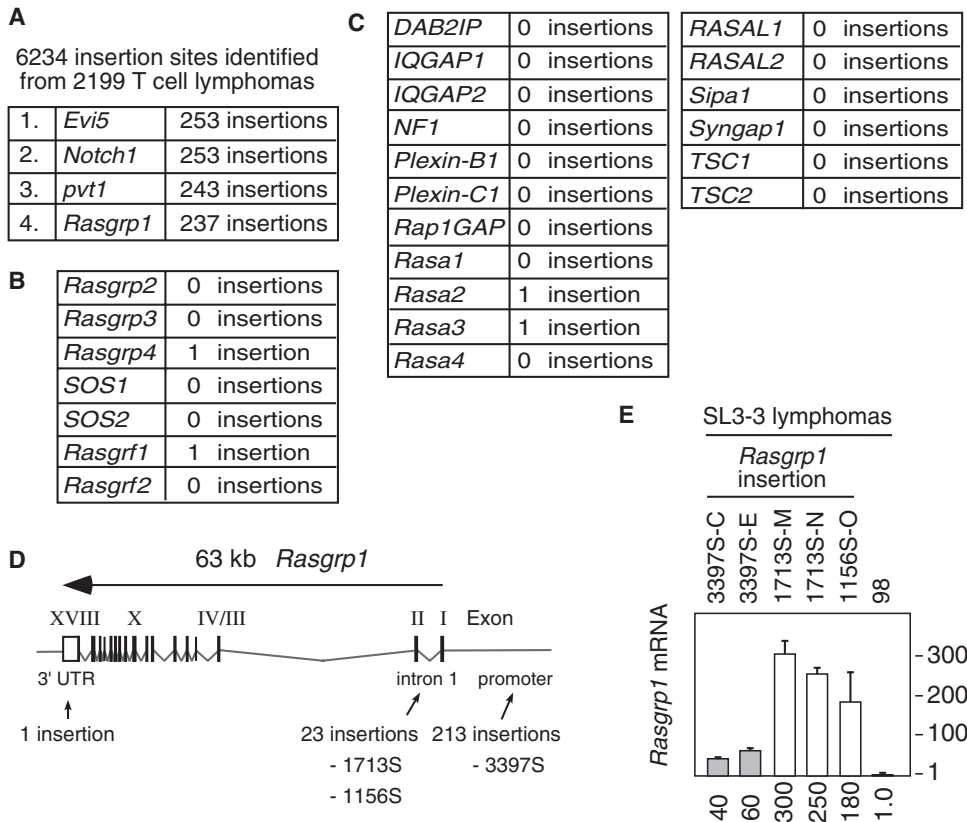 A
6234 insertion sites identified
from 2199 T cell lymphomas
1. Evi5 253 insertions
2. Notch1 253 insertions
3. pvt1 243 insertions
4. Rasgrp1 237 insertions
B
Rasgrp2 0 insertions
Rasgrp3 0 insertions
Rasgrp4 1 insertion
SOS1 0 insertions
SOS2 0 insertions
Rasgrf1 1 insertion
Rasgrf2 0 insertions
C
DAB2IP 0 insertions
IQGAP1 0 insertions
IQGAP2 0 insertions
NF1 0 insertions
Plexin-B1 0 insertions
Plexin-C1 0 insertions
Rap1GAP 0 insertions
Rasa1 0 insertions
Rasa2 1 insertion
Rasa3 1 insertion
Rasa4 0 insertions
RASAL1 0 insertions
RASAL2 0 insertions
Sipa1 0 insertions
Syngap1 0 insertions
TSC1 0 insertions
TSC2 0 insertions
D
63 kb Rasgrp1
XVIII X IV/III II I Exon
3' UTR intron 1 promoter
1 insertion 23 insertions 213 insertions
- 1713S - 3397S
- 1156S
E
SL3-3 lymphomas
Rasgrp1
insertion
3397S-C
3397S-E
1713S-M
1713S-N
1156S-O
98
Rasgrp1 mRNA
- 300
- 200
- 100
- 1
40
60
300
250
180
1.0